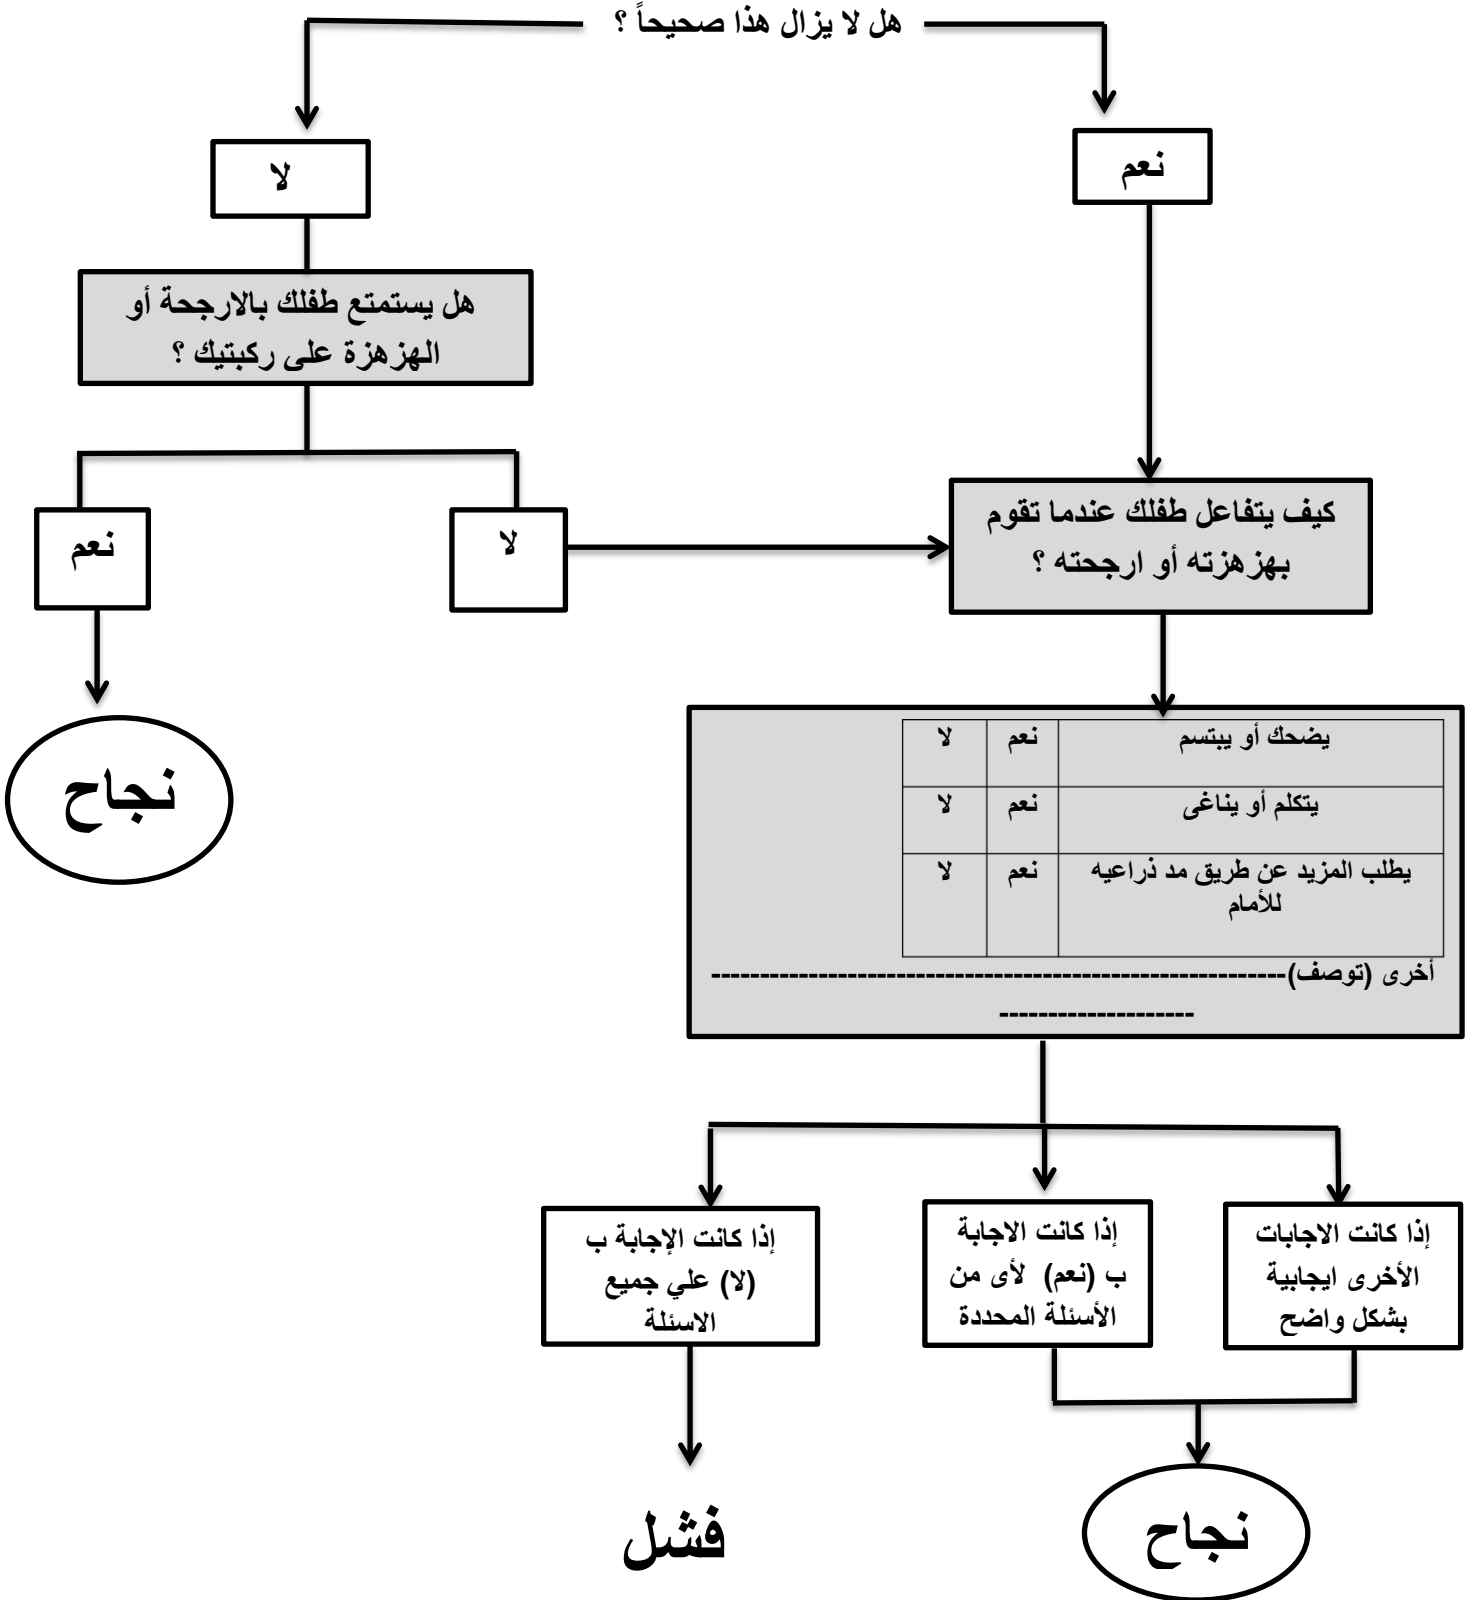 هل لا يزال هذا صحيحاً ؟
نعم
لا
هل يستمتع طفلك بالارجحة أو
الهزهزة على ركبتيك ؟
نعم
لا
كيف يتفاعل طفلك عندما تقوم
بهزهزته أو ارجحته ؟
نجاح
يضحك أو يبتسم نعم لا
يتكلم أو يناغى نعم لا
يطلب المزيد عن طريق مد ذراعيه نعم لا
للأمام
أخرى (توصف)-----------------------------------------------------------
--------------------
إذا كانت الاجابات
الأخرى ايجابية
بشكل واضح
إذا كانت الاجابة
ب (نعم) لأى من
الأسئلة المحددة
إذا كانت الإجابة ب
(لا) علي جميع
الاسئلة
نجاح
فشل